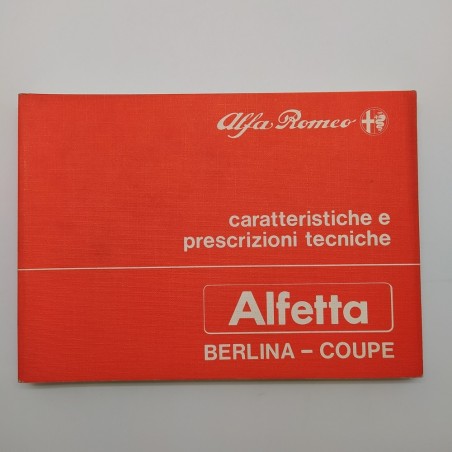 Alfa Romeo
caratteristiche e
prescrizioni tecniche
Alfetta
BERLINA – COUPE